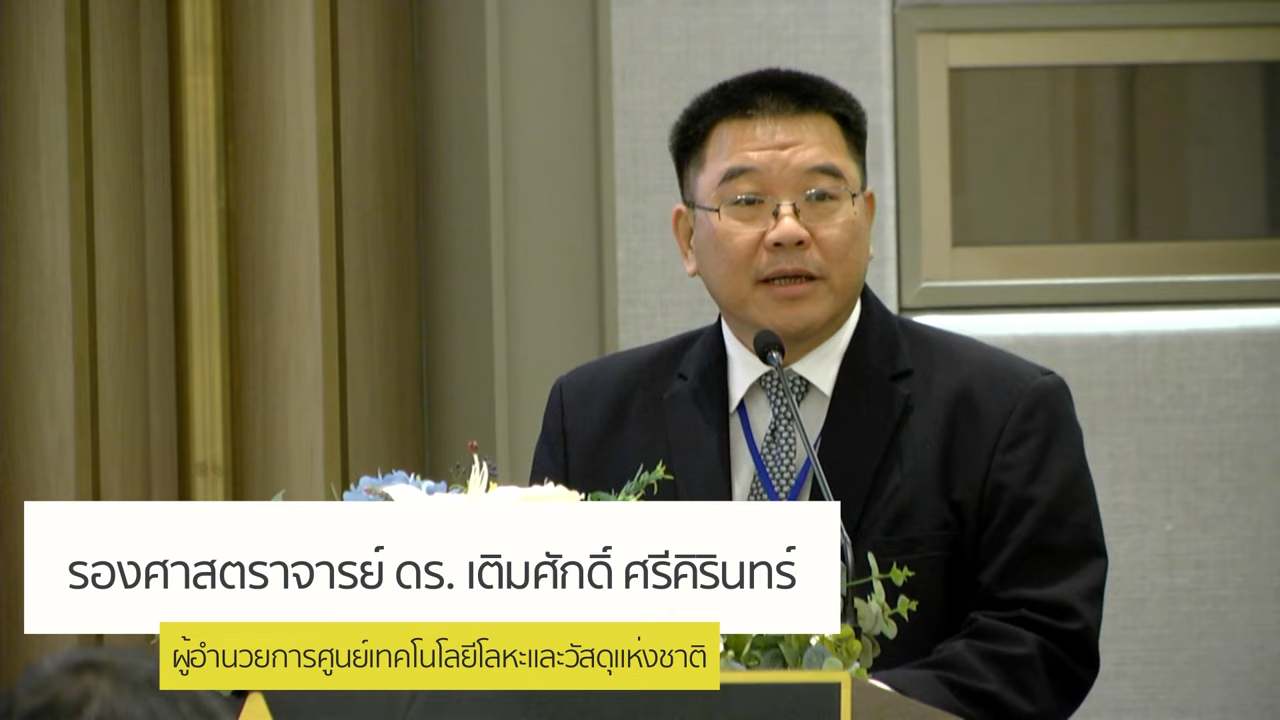 รองศาสตราจารย์ ดร. เติมศักดิ์ ศรีคิรินทร์
ผู้อำนวยการศูนย์เทคโนโลยีโลหะและวัสดุแห่งชาติ